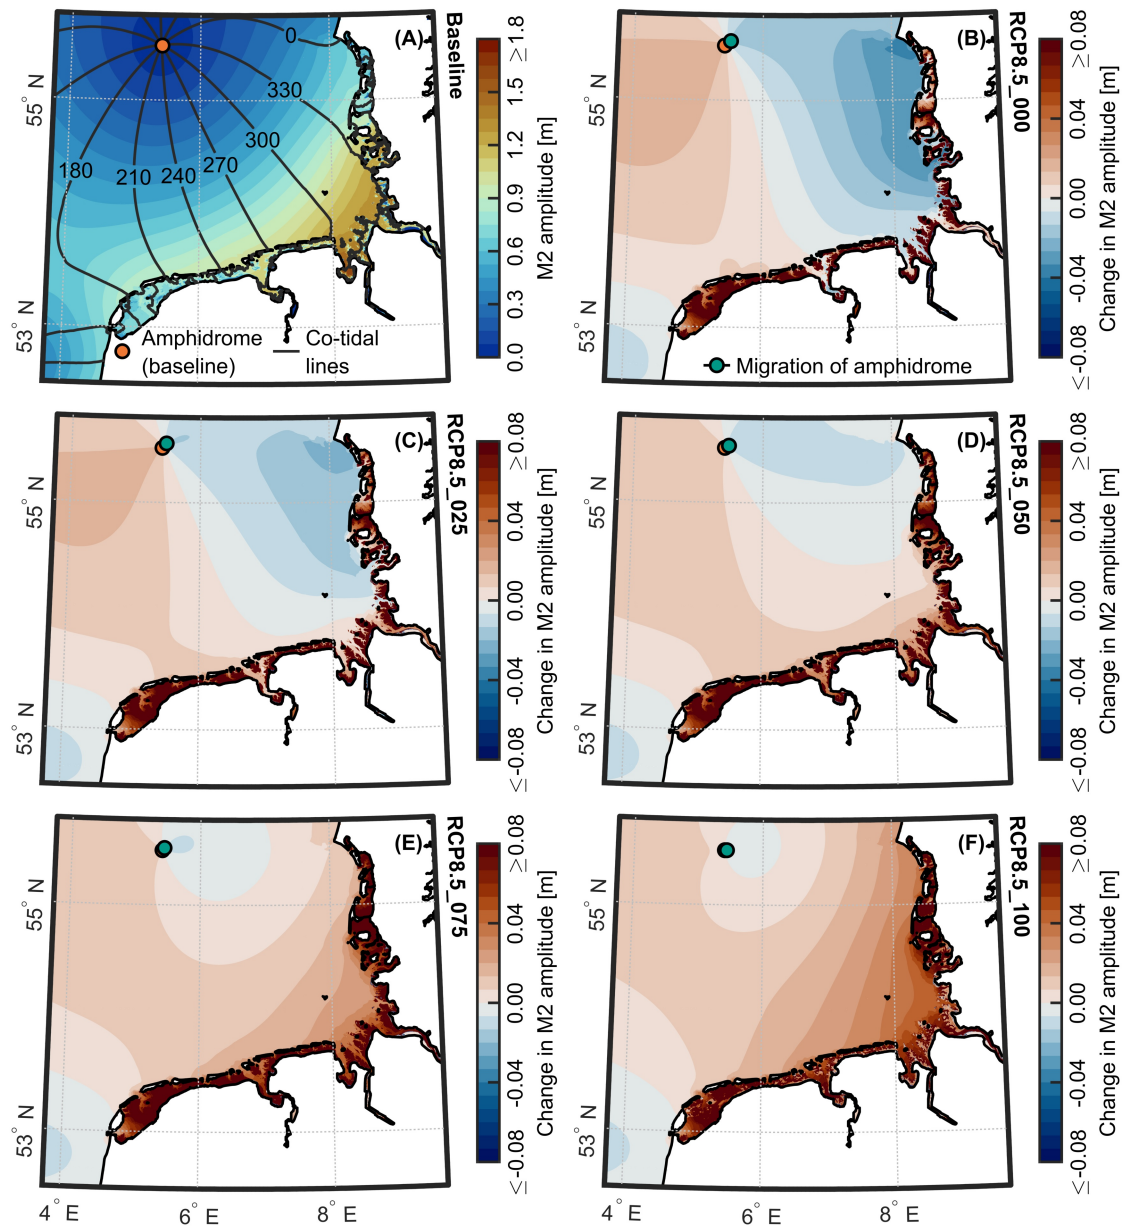 (A)
Baseline
0
330
300
270
240
210
180
55° N
53° N
Amphidrome
(baseline)
Co-tidal
lines
≥1.8
1.5
1.2
0.9
0.6
0.3
0.0
M2 amplitude [m]
(B)
RCP8.5_000
55° N
53° N
Migration of amphidrome
≥0.08
0.04
0.00
-0.04
≤-0.08
Change in M2 amplitude [m]
(C)
RCP8.5_025
55° N
53° N
≥0.08
0.04
0.00
-0.04
≤-0.08
Change in M2 amplitude [m]
(D)
RCP8.5_050
55° N
53° N
≥0.08
0.04
0.00
-0.04
≤-0.08
Change in M2 amplitude [m]
(E)
RCP8.5_075
55° N
53° N
4° E
6° E
8° E
≥0.08
0.04
0.00
-0.04
≤-0.08
Change in M2 amplitude [m]
(F)
RCP8.5_100
55° N
53° N
4° E
6° E
8° E
≥0.08
0.04
0.00
-0.04
≤-0.08
Change in M2 amplitude [m]